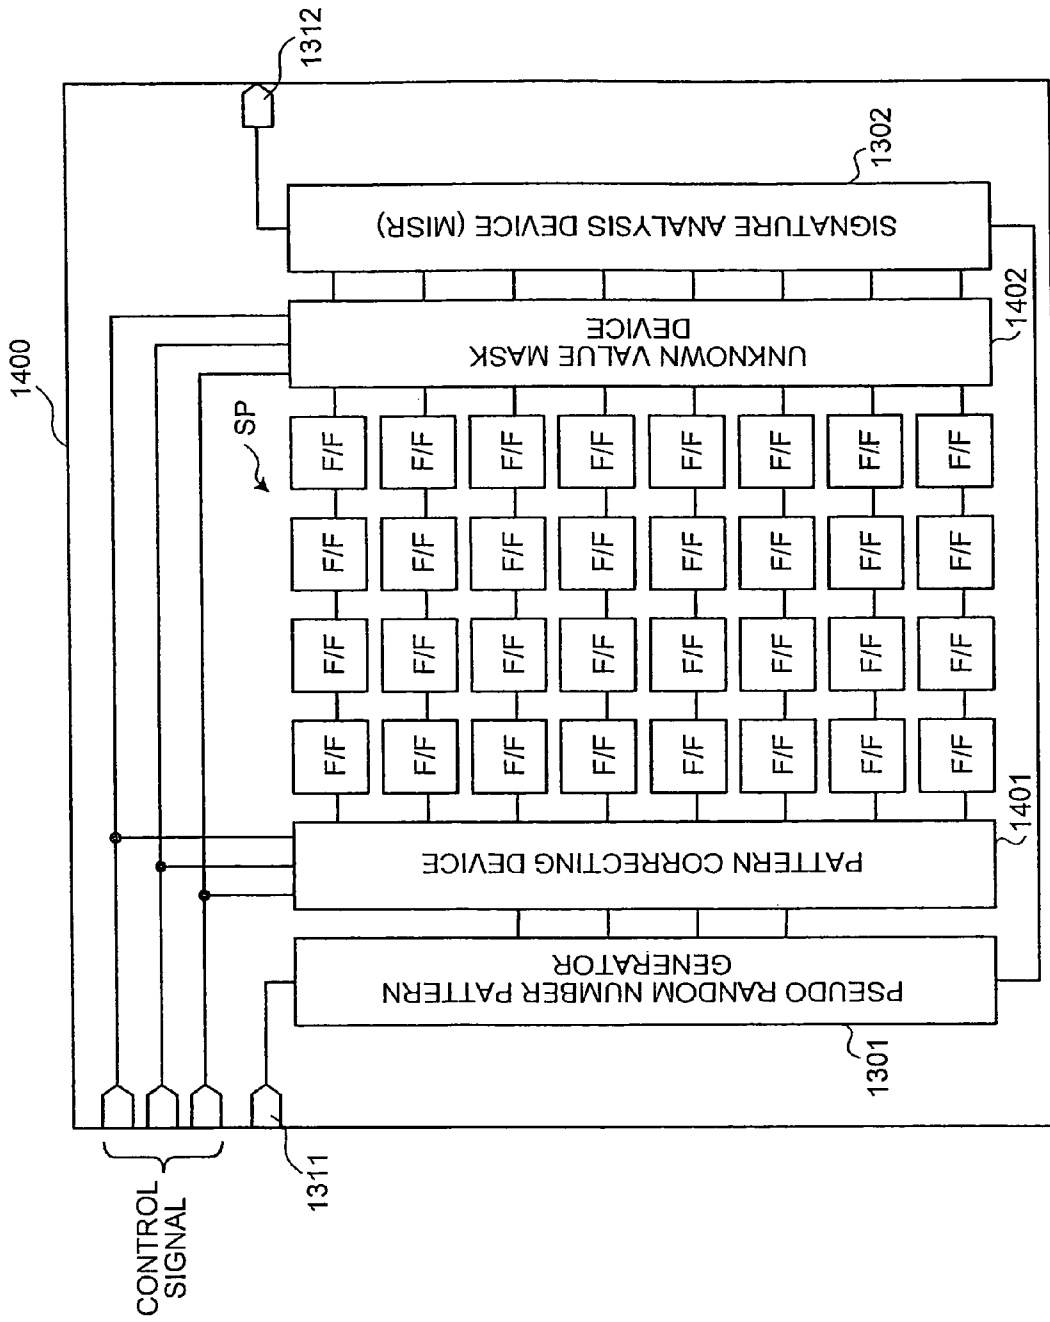 1400
CONTROL
SIGNAL
1311
1312
SP
PSEUDO RANDOM NUMBER PATTERN
GENERATOR
1301
PATTERN CORRECTING DEVICE
1401
F/F F/F F/F F/F
F/F F/F F/F F/F
F/F F/F F/F F/F
F/F F/F F/F F/F
F/F F/F F/F F/F
F/F F/F F/F F/F
F/F F/F F/F F/F
F/F F/F F/F F/F
UNKNOWN VALUE MASK
DEVICE
1402
SIGNATURE ANALYSIS DEVICE (MISR)
1302